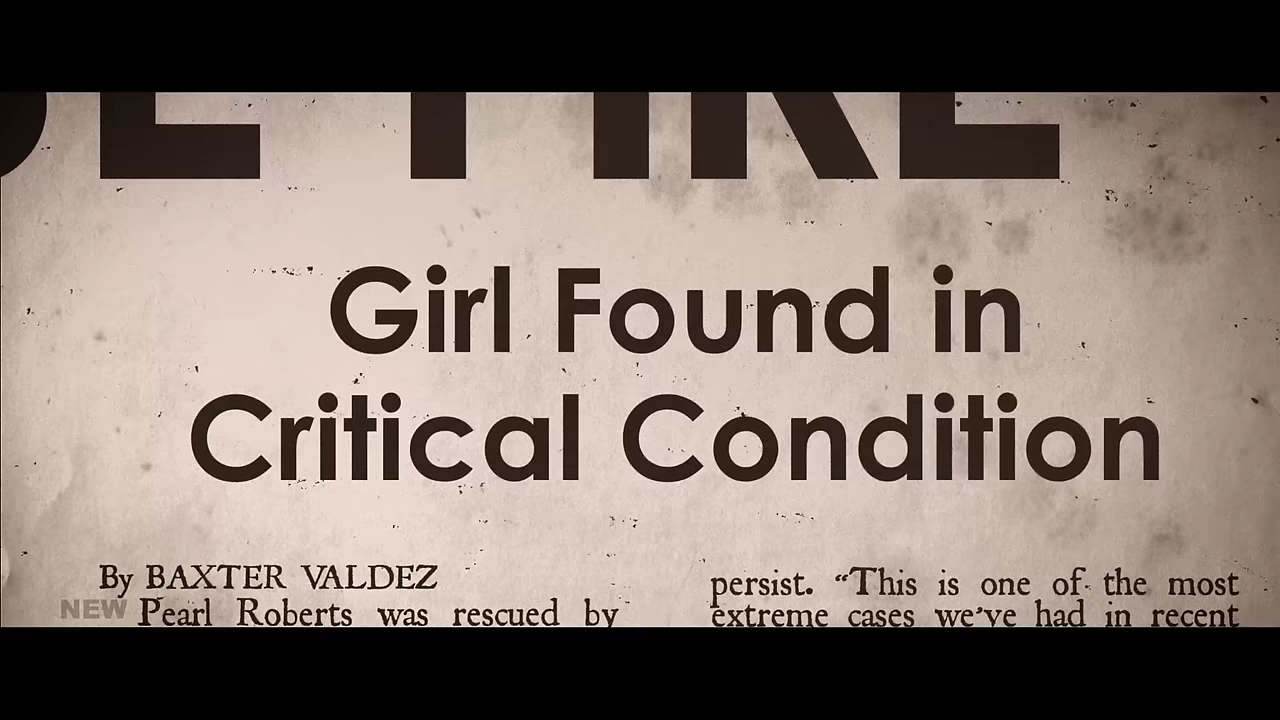 FIRE
Girl Found in
Critical Condition
By BAXTER VALDEZ
persist. “This is one of the most
NEW
Pearl Roberts was rescued by
extreme cases we’ve had in recent